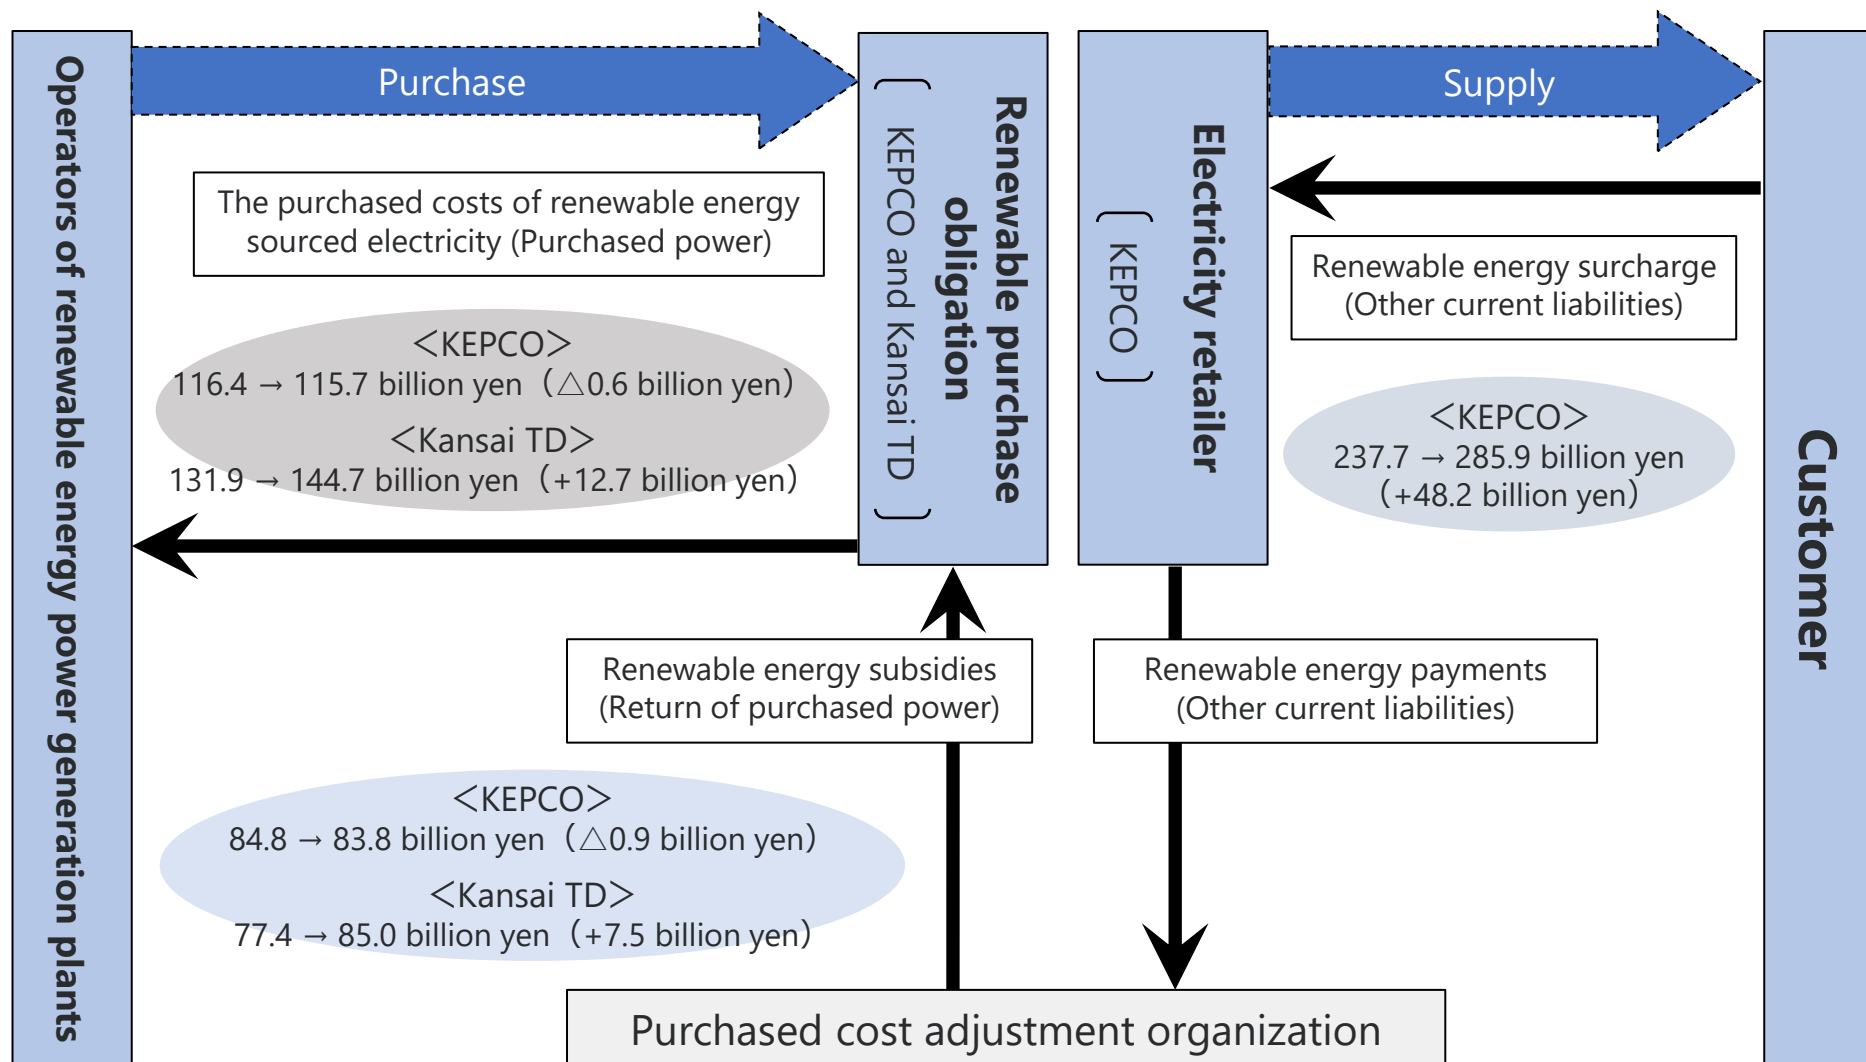 Operators of renewable energy power generation plants
Purchase
The purchased costs of renewable energy
sourced electricity (Purchased power)
<KEPCO>
116.4 → 115.7 billion yen（△0.6 billion yen）
<Kansai TD>
131.9 → 144.7 billion yen（+12.7 billion yen）
Renewable purchase
obligation
KEPCO and Kansai TD
Electricity retailer
KEPCO
Supply
Renewable energy surcharge
(Other current liabilities)
<KEPCO>
237.7 → 285.9 billion yen
（+48.2 billion yen）
Customer
Renewable energy subsidies
(Return of purchased power)
Renewable energy payments
(Other current liabilities)
<KEPCO>
84.8 → 83.8 billion yen（△0.9 billion yen）
<Kansai TD>
77.4 → 85.0 billion yen（+7.5 billion yen）
Purchased cost adjustment organization